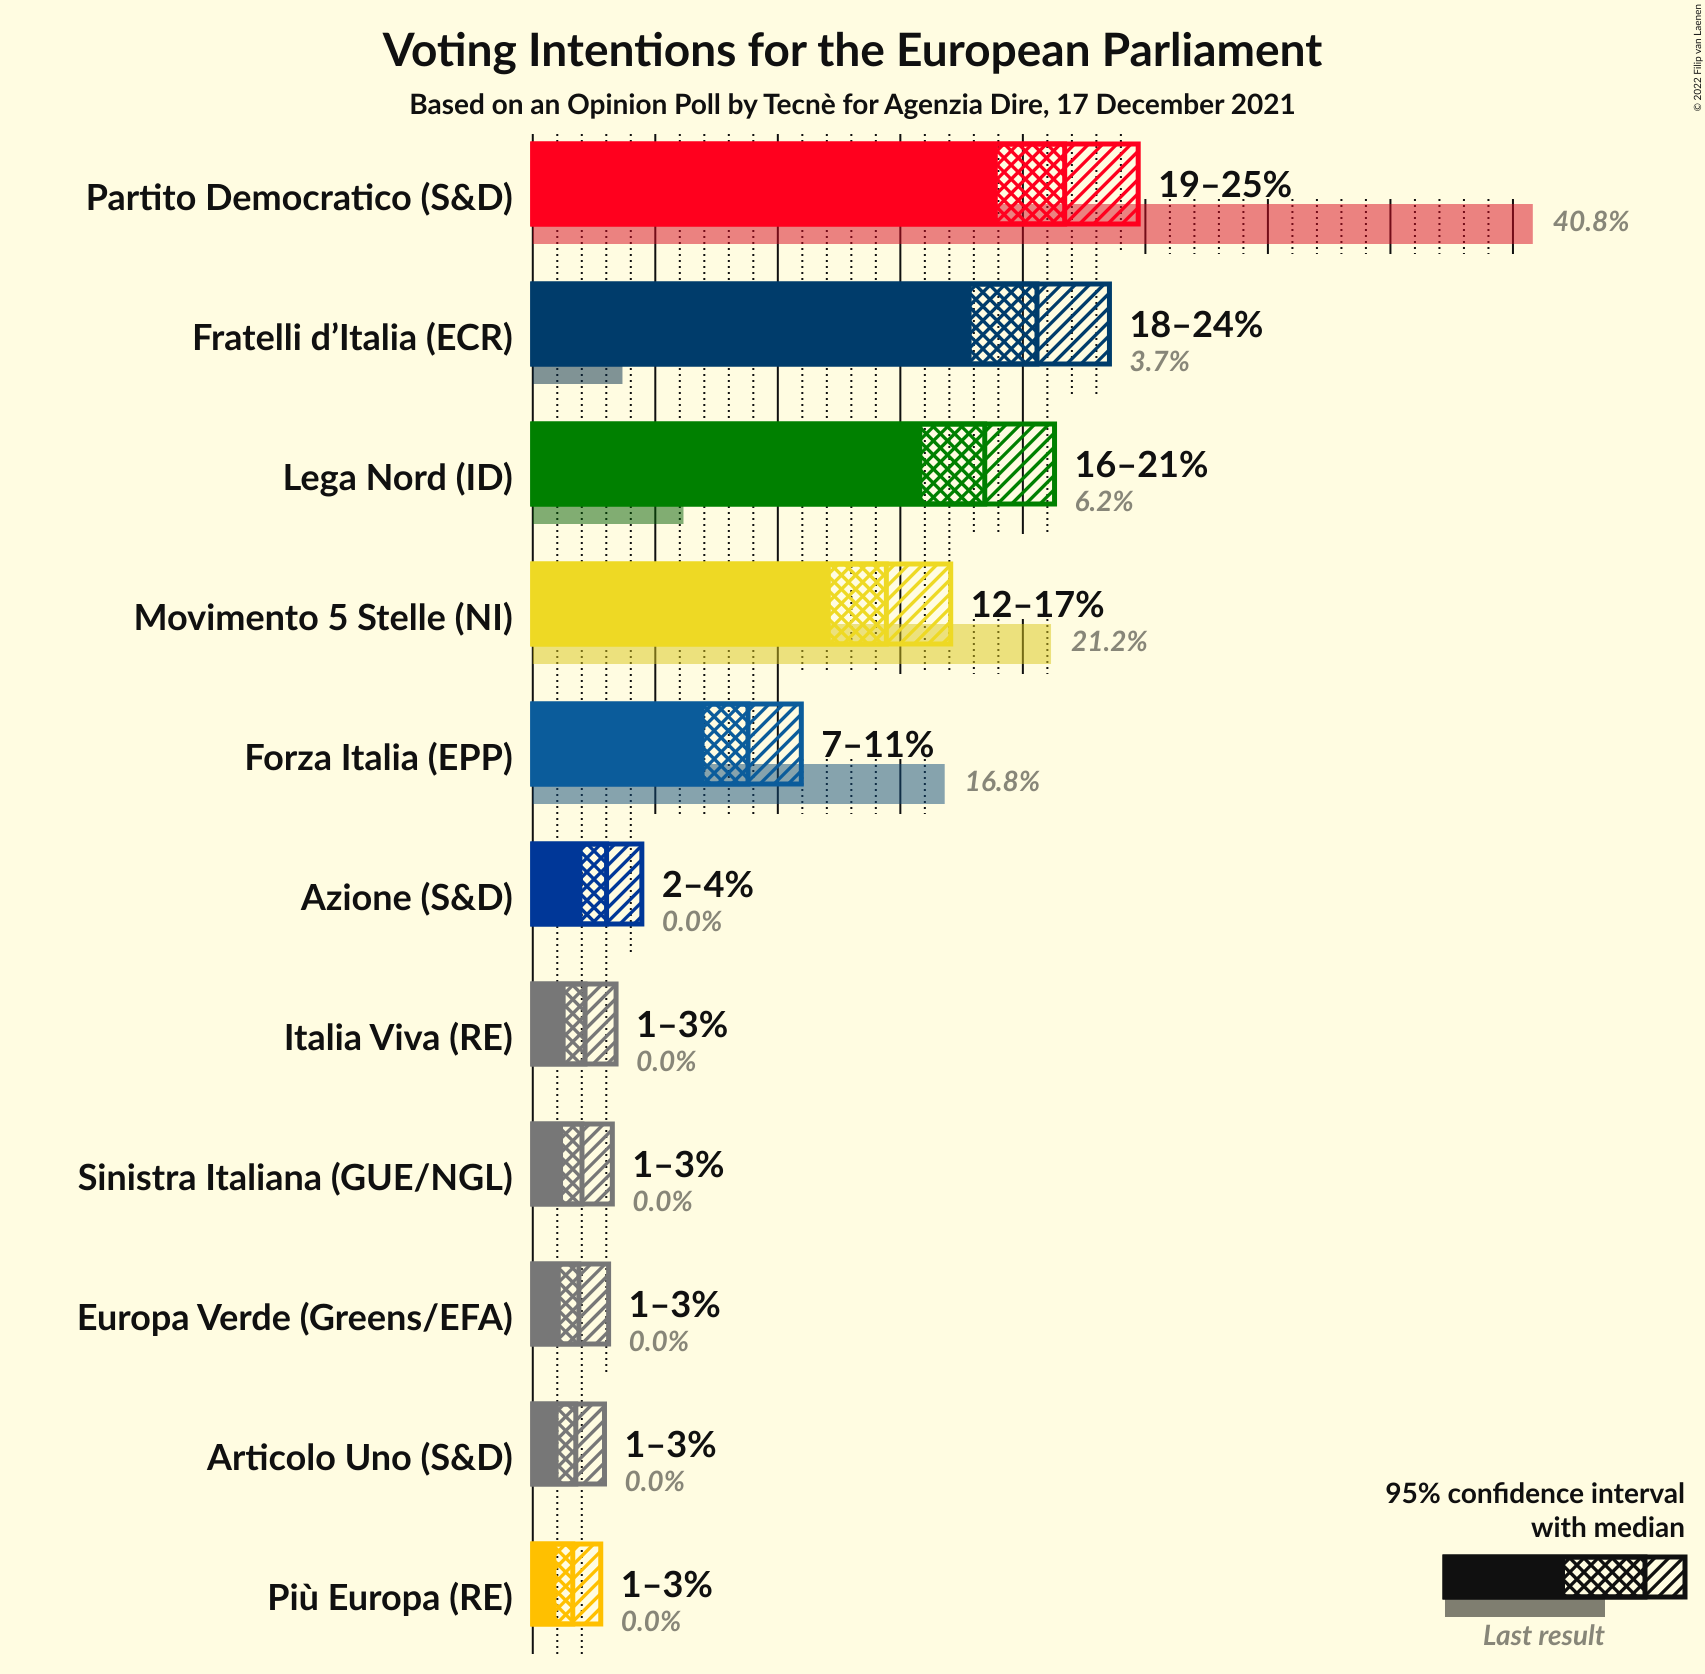 Voting Intentions for the European Parliament
Based on an Opinion Poll by Tecnè for Agenzia Dire, 17 December 2021
© 2022 Filip van Laenen
Partito Democratico (S&D)
19–25%
40.8%
Fratelli d’Italia (ECR)
18–24%
3.7%
Lega Nord (ID)
16–21%
6.2%
Movimento 5 Stelle (NI)
12–17%
21.2%
Forza Italia (EPP)
7–11%
16.8%
Azione (S&D)
2–4%
0.0%
Italia Viva (RE)
1–3%
0.0%
Sinistra Italiana (GUE/NGL)
1–3%
0.0%
Europa Verde (Greens/EFA)
1–3%
0.0%
Articolo Uno (S&D)
1–3%
0.0%
Più Europa (RE)
1–3%
0.0%
95% confidence interval
with median
Last result